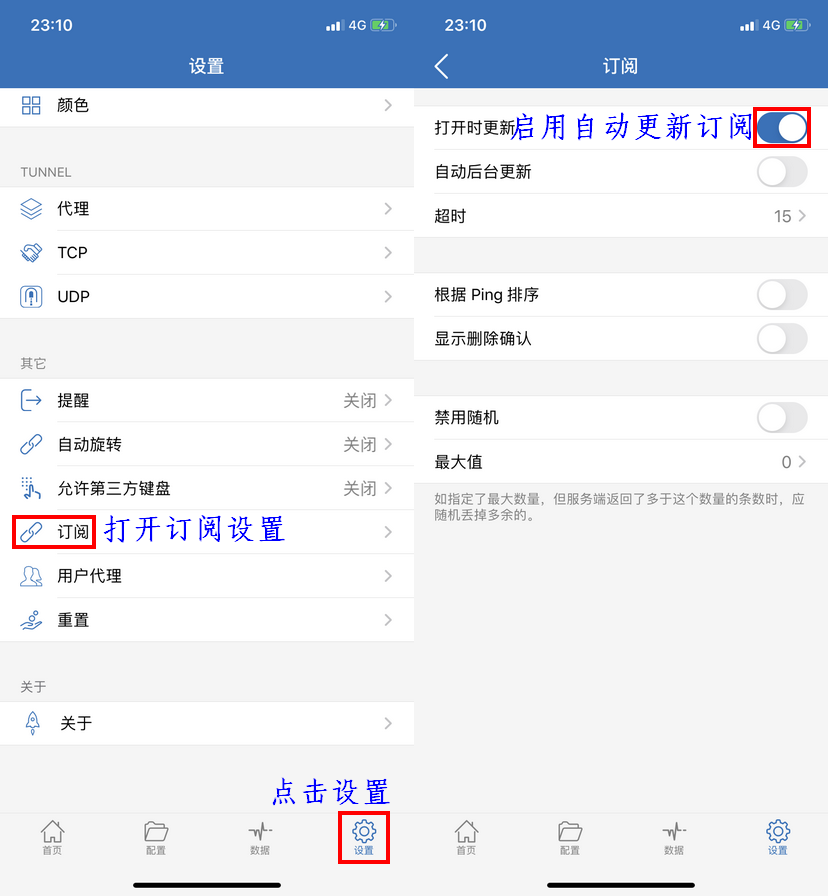 23:10
4G
设置
颜色
TUNNEL
代理
TCP
UDP
其它
提醒 关闭
自动旋转 关闭
允许第三方键盘 关闭
订阅 打开订阅设置
用户代理
重置
关于
关于
点击设置
首页 配置 数据 设置
23:10
4G
订阅
打开时更新 启用自动更新订阅
自动后台更新
超时 15
根据 Ping 排序
显示删除确认
禁用随机
最大值 0
如指定了最大数量，但服务端返回了多于这个数量的条数时，应
随机丢掉多余的。
首页 配置 数据 设置